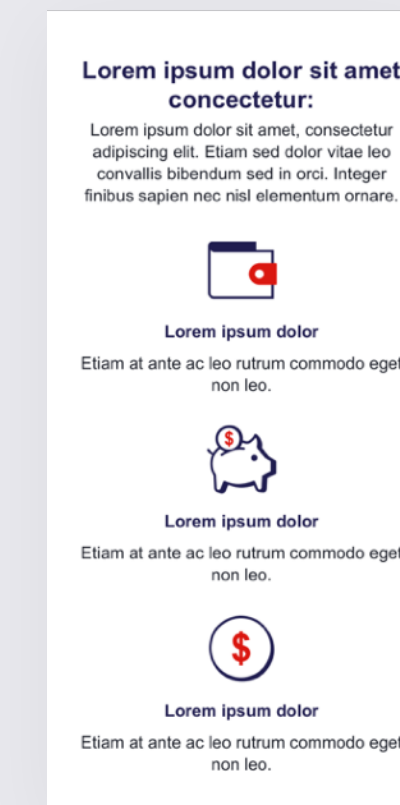 Lorem ipsum dolor sit amet
concectetur:
Lorem ipsum dolor sit amet, consectetur
adipiscing elit. Etiam sed dolor vitae leo
convallis bibendum sed in orci. Integer
finibus sapien nec nisl elementum ornare.
Lorem ipsum dolor
Etiam at ante ac leo rutrum commodo eget
non leo.
$
Lorem ipsum dolor
Etiam at ante ac leo rutrum commodo eget
non leo.
$
Lorem ipsum dolor
Etiam at ante ac leo rutrum commodo eget
non leo.